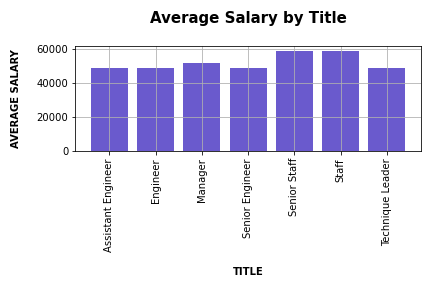 Average Salary by Title
AVERAGE SALARY
60000
40000
20000
0
Assistant Engineer
Engineer
Manager
Senior Engineer
Senior Staff
Staff
Technique Leader
TITLE